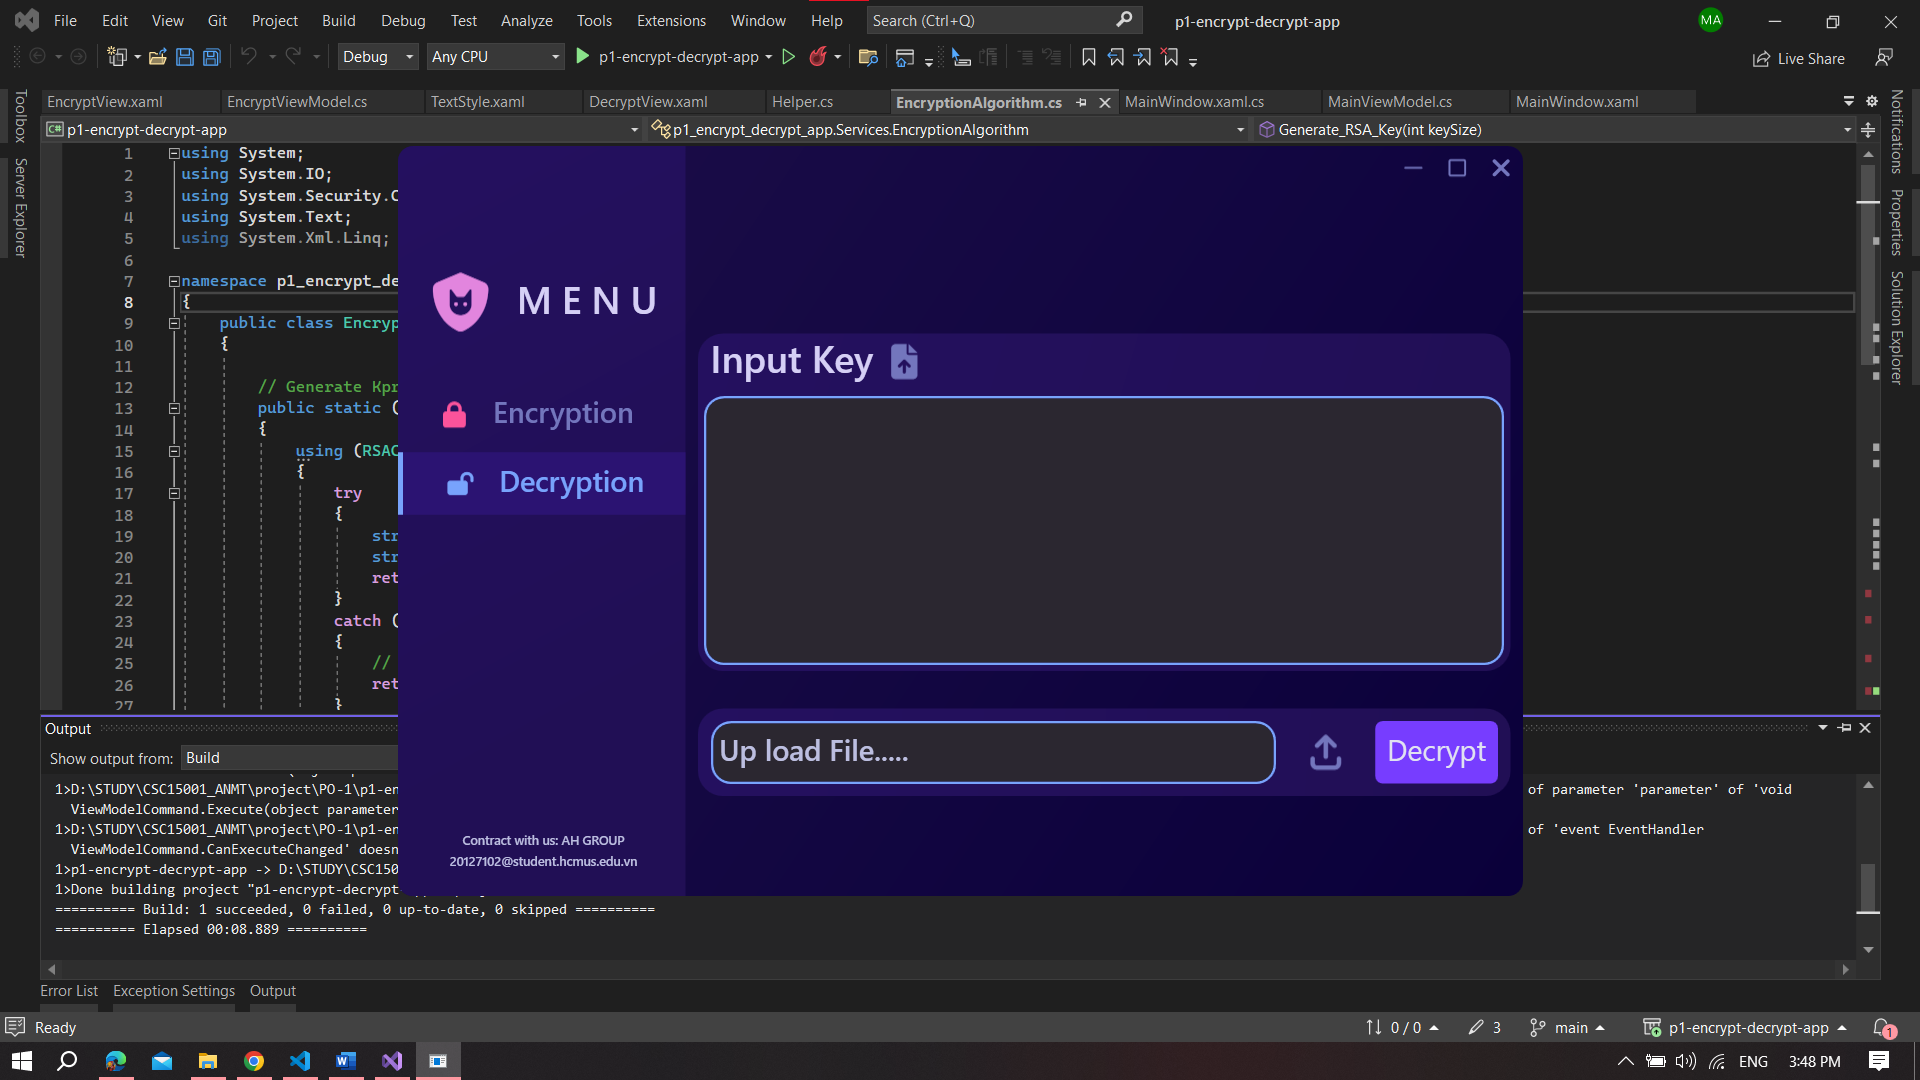 File Edit View Git Project Build Debug Test Analyze Tools Extensions Window Help Search (Ctrl+Q) p1-encrypt-decrypt-app MA
Debug Any CPU p1-encrypt-decrypt-app Live Share
EncryptView.xaml EncryptViewModel.cs TextStyle.xaml DecryptView.xaml Helper.cs EncryptionAlgorithm.cs MainWindow.xaml.cs MainViewModel.cs MainWindow.xaml
C# p1-encrypt-decrypt-app p1_encrypt_decrypt_app.Services.EncryptionAlgorithm Generate_RSA_Key(int keySize)
Toolbox
Server Explorer
Notifications
Properties
Solution Explorer
1 using System;
2 using System.IO;
3 using System.Security.C
4 using System.Text;
5 using System.Xml.Linq;
6
7 namespace p1_encrypt_de
8 {
9 public class Encryp
10 {
11
12 // Generate Kpr
13 public static (
14 {
15 using (RSAC
16 {
17 try
18 {
19 str
20 str
21 ret
22 }
23 catch (
24 {
25 //
26 ret
27 }
MENU
Encryption
Decryption
Contract with us: AH GROUP
20127102@student.hcmus.edu.vn
Input Key
Up load File..... Decrypt
Output
Show output from: Build
1>D:\STUDY\CSC15001_ANMT\project\PO-1\p1-en of parameter 'parameter' of 'void
ViewModelCommand.Execute(object parameter
1>D:\STUDY\CSC15001_ANMT\project\PO-1\p1-en of 'event EventHandler
ViewModelCommand.CanExecuteChanged' doesn
1>p1-encrypt-decrypt-app -> D:\STUDY\CSC150
1>Done building project "p1-encrypt-decrypt
========== Build: 1 succeeded, 0 failed, 0 up-to-date, 0 skipped ==========
========== Elapsed 00:08.889 ==========
Error List Exception Settings Output
Ready 0 / 0 3 main p1-encrypt-decrypt-app 1
ENG 3:48 PM